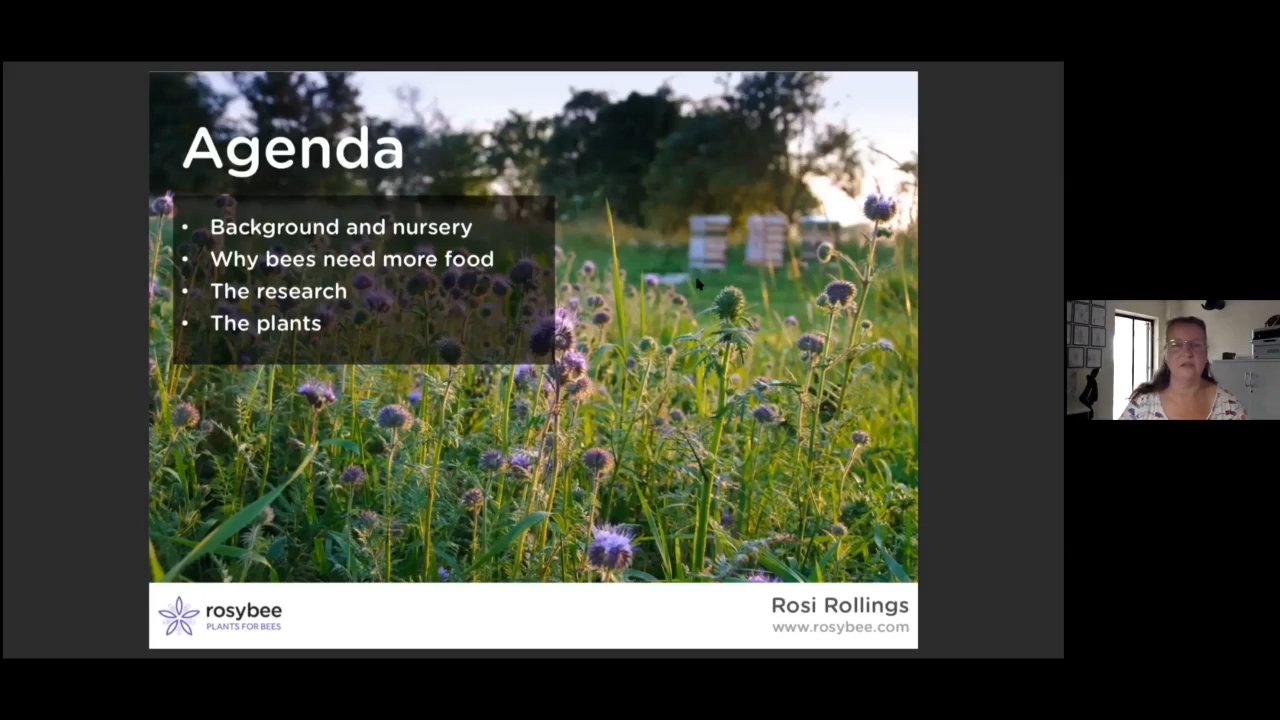 Agenda
• Background and nursery
• Why bees need more food
• The research
• The plants
rosybee
PLANTS FOR BEES
Rosi Rollings
www.rosybee.com